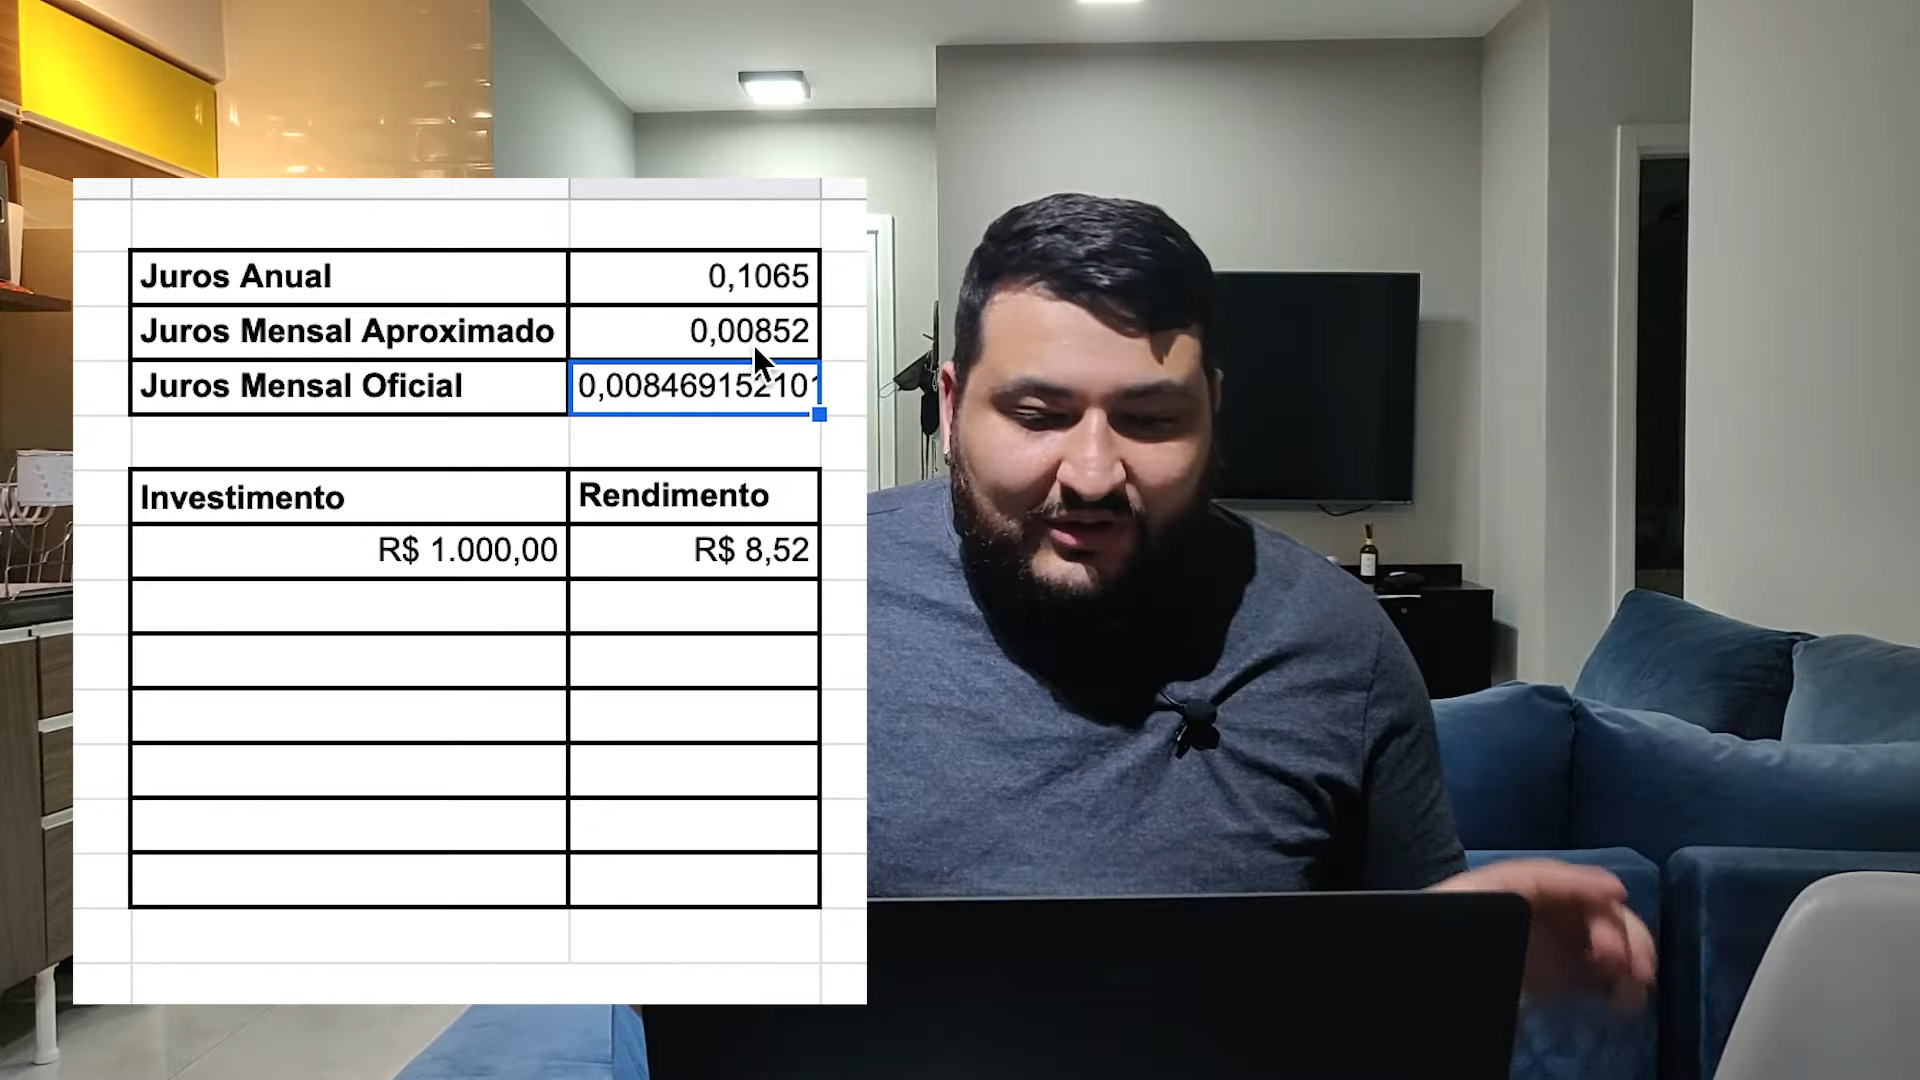 Juros Anual 0,1065
Juros Mensal Aproximado 0,00852
Juros Mensal Oficial 0,00846915210
Investimento Rendimento
R$ 1.000,00 R$ 8,52